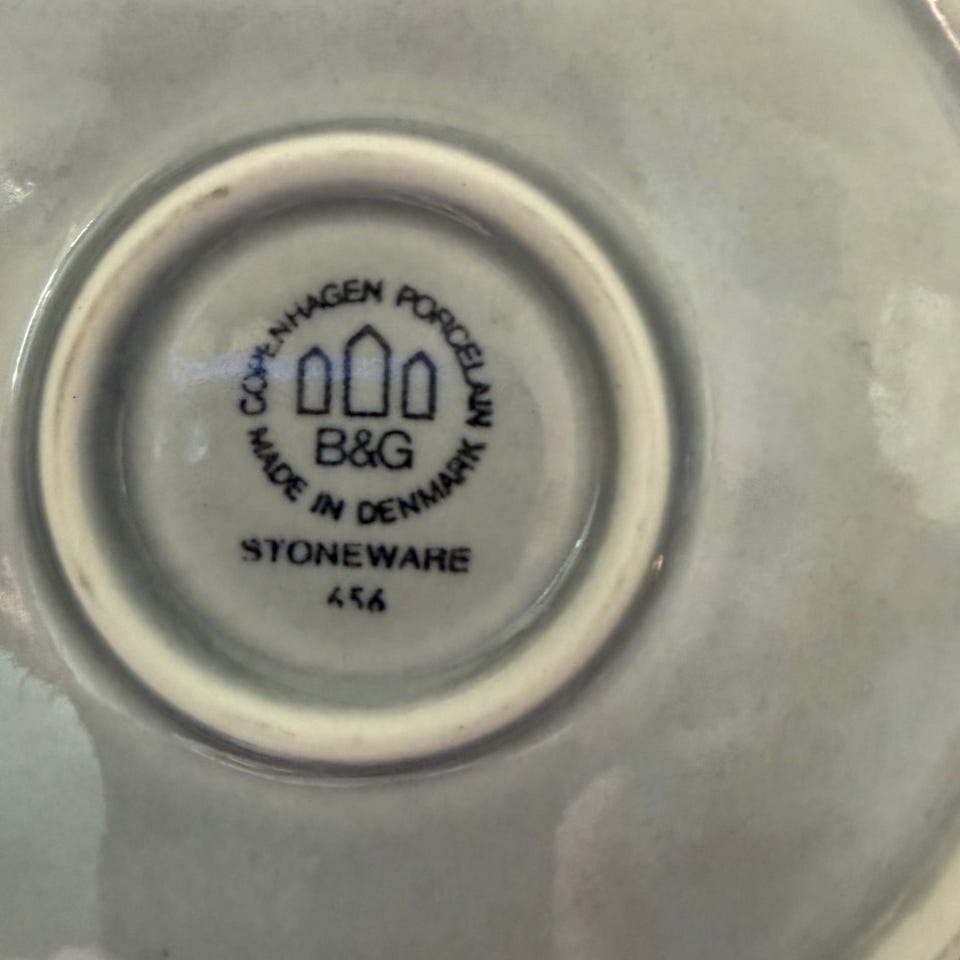 COPENHAGEN PORCELAIN
B&G
MADE IN DENMARK
STONEWARE
656